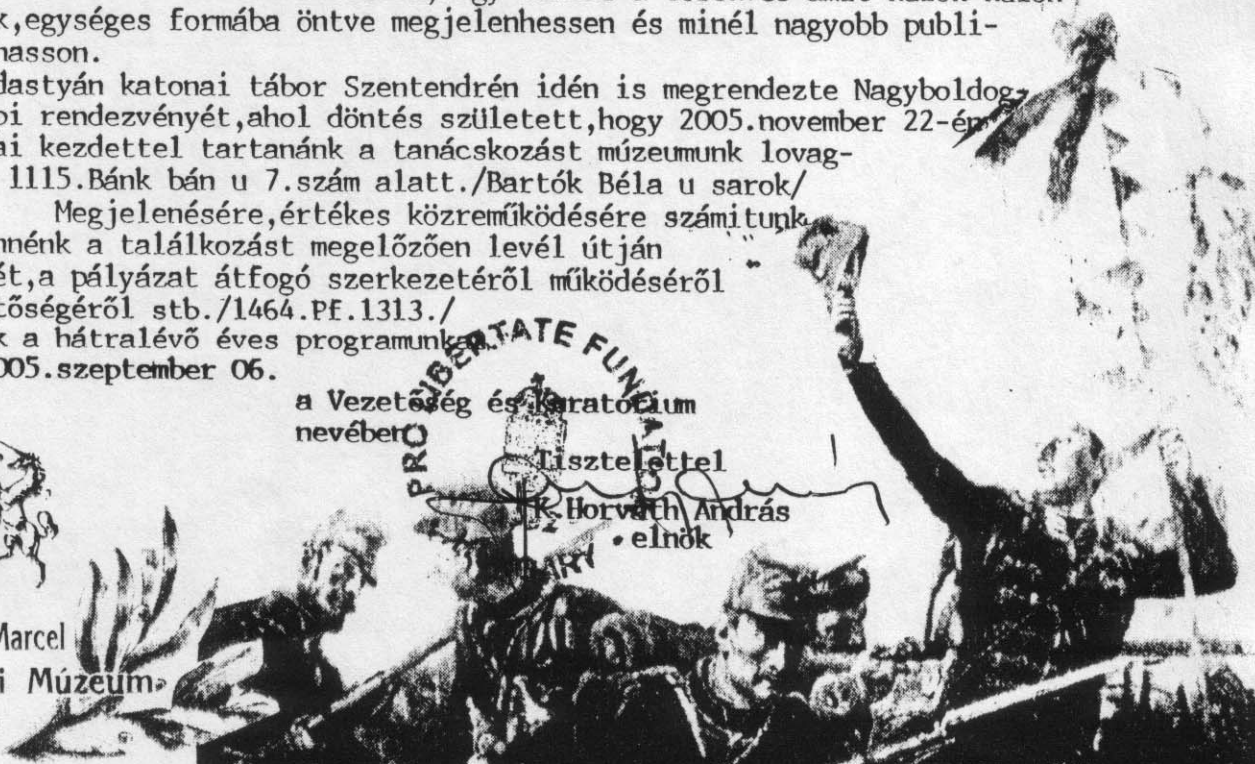 k,egységes formába öntve megjelenhessen és minél nagyobb publi-
hasson.
dastyán katonai tábor Szentendrén idén is megrendezte Nagyboldog-
pi rendezvényét,ahol döntés született,hogy 2005.november 22-én
ai kezdettel tartanánk a tanácskozást múzeumunk lovag-
1115.Bánk bán u 7.szám alatt./Bartók Béla u sarok/
Megjelenésére,értékes közreműködésére számitunk
nnénk a találkozást megelőzően levél útján
ét,a pályázat átfogó szerkezetéről működéséről
tőségéről stb./1464.Pf.1313./
k a hátralévő éves programunka
005.szeptember 06.
PRO LIBERTATE FUN
a Vezetőség és Kuratórium
nevében
Tisztelettel
K.Horváth András
elnök
Marcel
i Múzeum